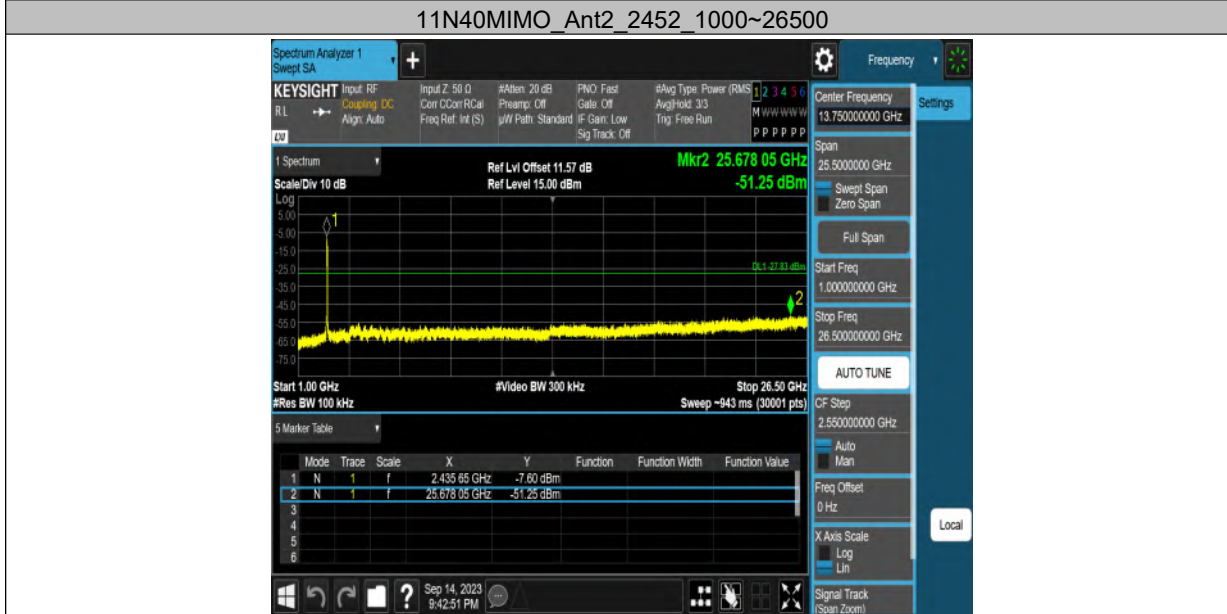 11N40MIMO_Ant2_2452_1000~26500
Spectrum Analyzer 1
Swept SA
Frequency
KEYSIGHT
R L
LXI
Input: RF
Coupling: DC
Align: Auto
Input Z: 50 Ω
Corr CCorr RCal
Freq Ref: Int (S)
#Atten: 20 dB
Preamp: Off
µW Path: Standard
PNO: Fast
Gate: Off
IF Gain: Low
Sig Track: Off
#Avg Type: Power (RMS
Avg|Hold: 3/3
Trig: Free Run
1 2 3 4 5 6
M W W W W W
P P P P P P
1 Spectrum
Scale/Div 10 dB
Ref Lvl Offset 11.57 dB
Ref Level 15.00 dBm
Mkr2 25.678 05 GHz
-51.25 dBm
Log
5.00
-5.00
-15.0
-25.0
-35.0
-45.0
-55.0
-65.0
-75.0
1
DL1 -27.83 dBm
2
Start 1.00 GHz
#Res BW 100 kHz
#Video BW 300 kHz
Stop 26.50 GHz
Sweep ~943 ms (30001 pts)
5 Marker Table
Mode Trace Scale X Y Function Function Width Function Value
1 N 1 f 2.435 65 GHz -7.60 dBm
2 N 1 f 25.678 05 GHz -51.25 dBm
3
4
5
6
Sep 14, 2023
9:42:51 PM
Center Frequency
13.750000000 GHz
Settings
Span
25.5000000 GHz
Swept Span
Zero Span
Full Span
Start Freq
1.000000000 GHz
Stop Freq
26.500000000 GHz
AUTO TUNE
CF Step
2.550000000 GHz
Auto
Man
Freq Offset
0 Hz
Local
X Axis Scale
Log
Lin
Signal Track
(Span Zoom)